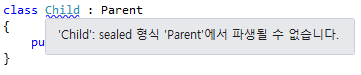 class Child : Parent
{
'Child': sealed 형식 'Parent'에서 파생될 수 없습니다.
pu
}